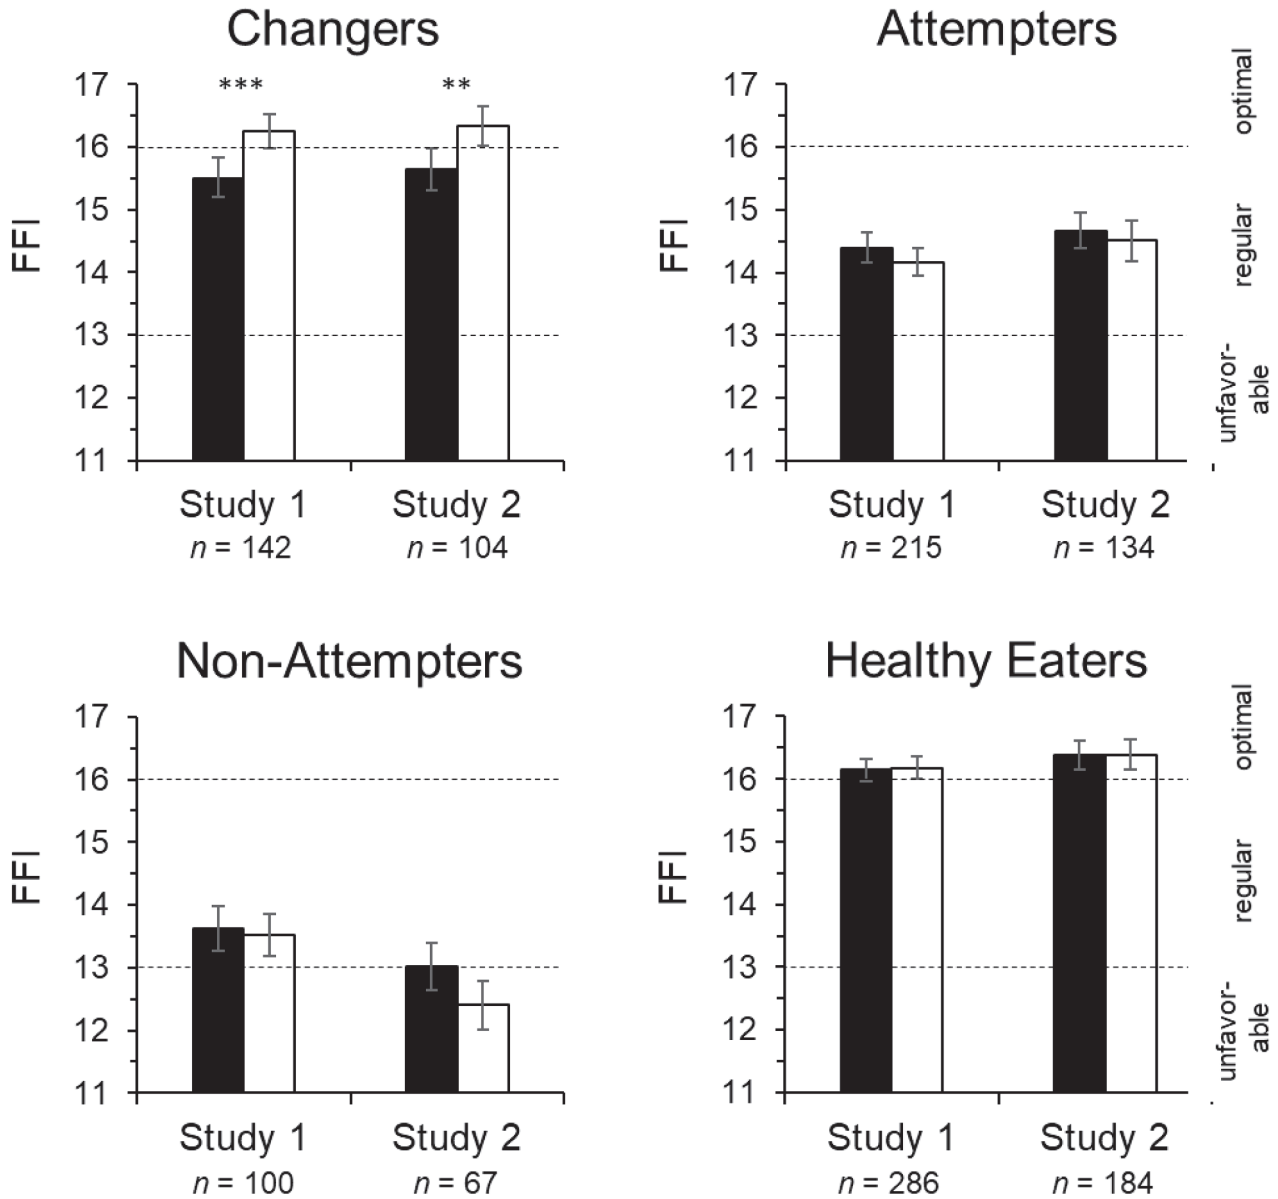 Changers
17
16
15
14
13
12
11
FFI
***
**
Study 1
Study 2
n = 142
n = 104
Attempters
17
16
15
14
13
12
11
FFI
Study 1
Study 2
n = 215
n = 134
optimal
regular
unfavor-
able
Non-Attempters
17
16
15
14
13
12
11
FFI
Study 1
Study 2
n = 100
n = 67
Healthy Eaters
17
16
15
14
13
12
11
FFI
Study 1
Study 2
n = 286
n = 184
optimal
regular
unfavor-
able